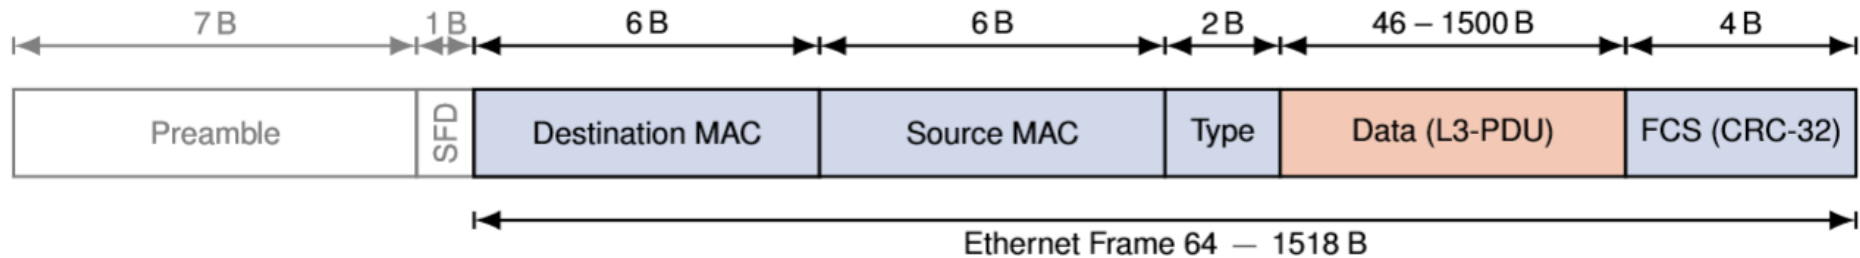 7 B 1 B 6 B 6 B 2 B 46 – 1500 B 4 B
Preamble SFD Destination MAC Source MAC Type Data (L3-PDU) FCS (CRC-32)
Ethernet Frame 64 – 1518 B